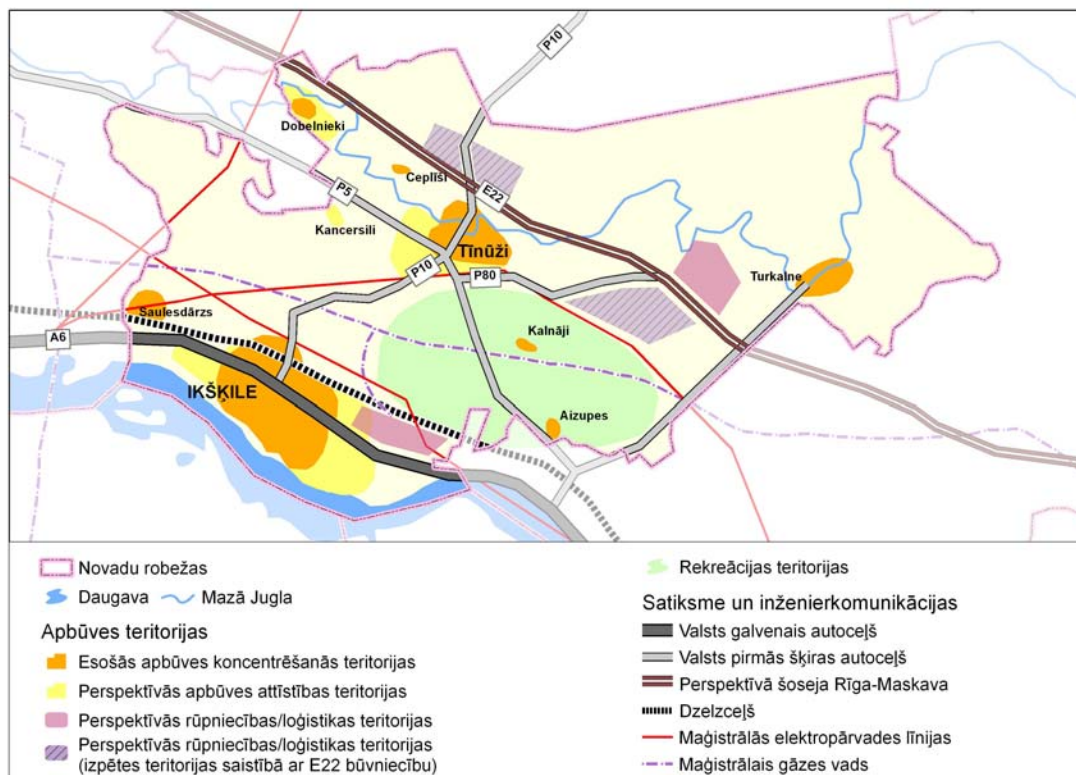 P10
Dobelnieki
Ceplīši
P5
E22
Kancersili
Tīnūži
P10
P80
Turkalne
Saulesdārzs
Kalnāji
A6
IKŠĶILE
Aizupes
Novadu robežas
Daugava
Mazā Jugla
Apbūves teritorijas
Esošās apbūves koncentrēšanās teritorijas
Perspektīvās apbūves attīstības teritorijas
Perspektīvās rūpniecības/loģistikas teritorijas
Perspektīvās rūpniecības/loģistikas teritorijas
(izpētes teritorijas saistībā ar E22 būvniecību)
Rekreācijas teritorijas
Satiksme un inženierkomunikācijas
Valsts galvenais autoceļš
Valsts pirmās šķiras autoceļš
Perspektīvā šoseja Rīga-Maskava
Dzelzceļš
Maģistrālās elektropārvades līnijas
Maģistrālais gāzes vads